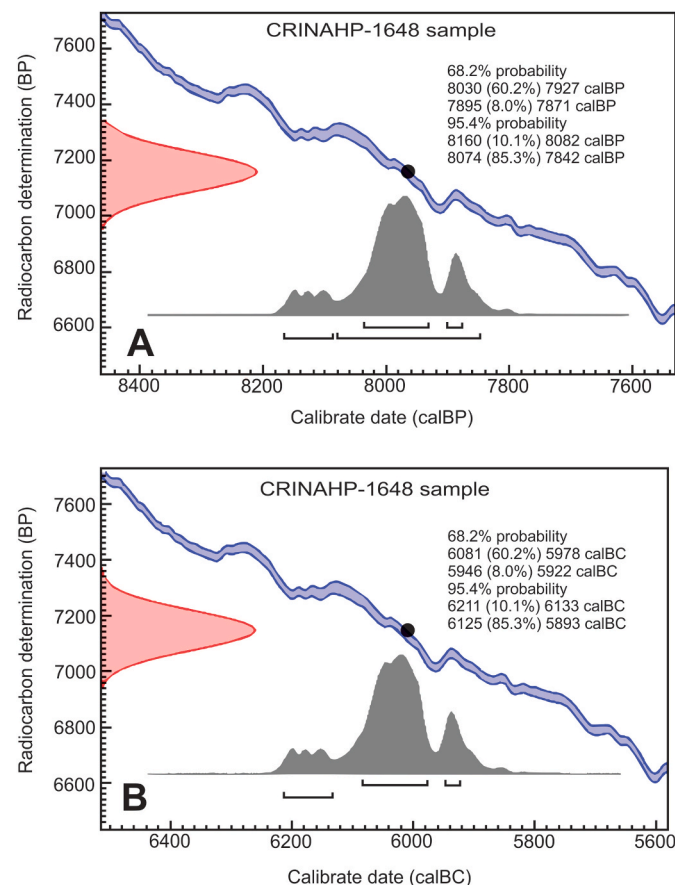 CRINAHP-1648 sample
68.2% probability
8030 (60.2%) 7927 calBP
7895 (8.0%) 7871 calBP
95.4% probability
8160 (10.1%) 8082 calBP
8074 (85.3%) 7842 calBP
Radiocarbon determination (BP)
7600
7400
7200
7000
6800
6600
A
8400 8200 8000 7800 7600
Calibrate date (calBP)
CRINAHP-1648 sample
68.2% probability
6081 (60.2%) 5978 calBC
5946 (8.0%) 5922 calBC
95.4% probability
6211 (10.1%) 6133 calBC
6125 (85.3%) 5893 calBC
Radiocarbon determination (BP)
7600
7400
7200
7000
6800
6600
B
6400 6200 6000 5800 5600
Calibrate date (calBC)